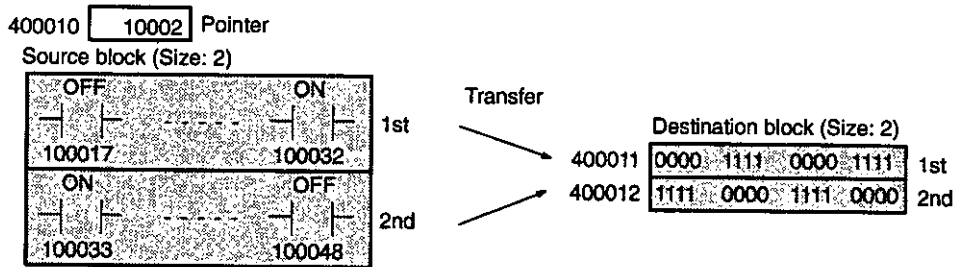 400010 10002 Pointer
Source block (Size: 2)
OFF ON
100017 100032 1st
ON OFF
100033 100048 2nd
Transfer
Destination block (Size: 2)
400011 0000 1111 0000 1111 1st
400012 1111 0000 1111 0000 2nd